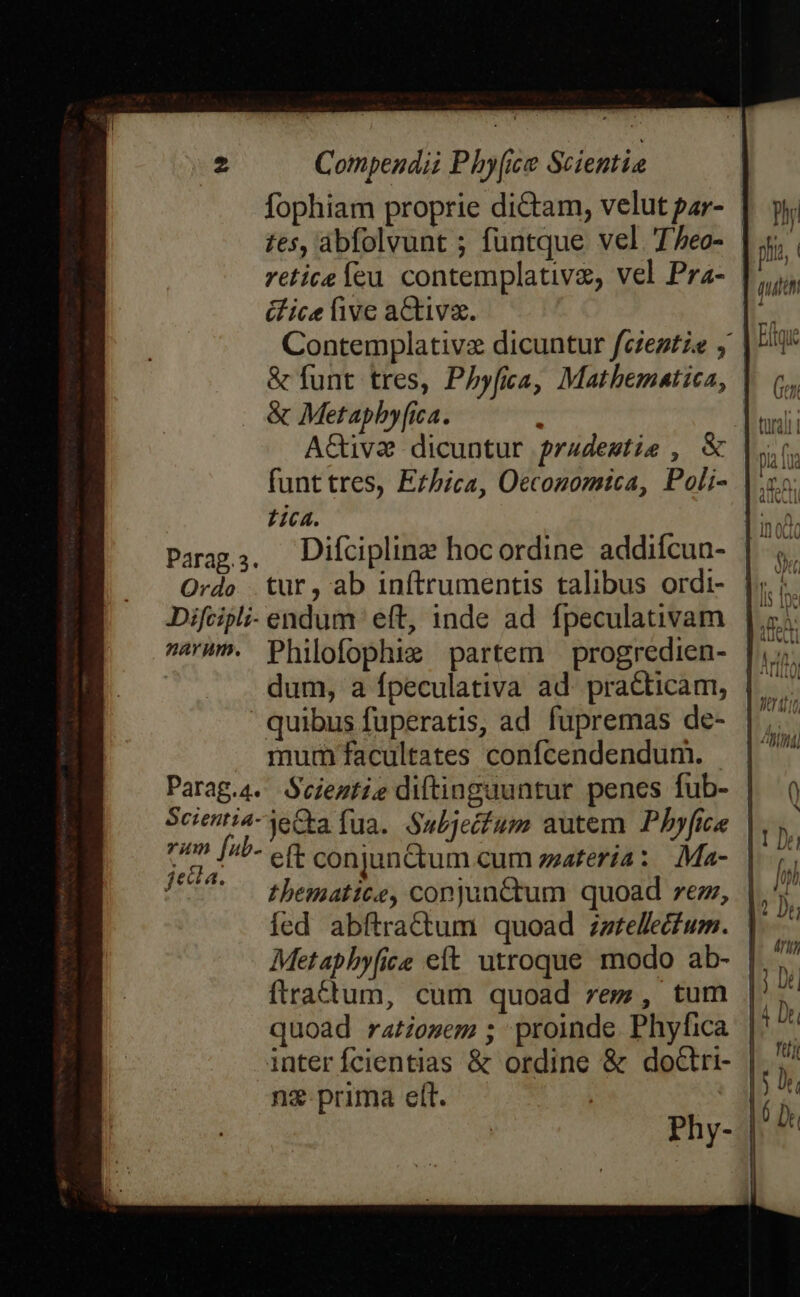 2 Compendii Phyſicæ Scientiæ
ſophiam proprie dictam, velut par-
tes, abſolvunt ; ſuntque vel Theo-
reticæ ſeu contemplativæ, vel Pra-
cticæ ſive activæ.
Contemplativæ dicuntur ſcientiæ ,
& ſunt tres, Phyſica, Mathematica,
& Metaphyſica.
Activæ dicuntur prudentiæ , &
ſunt tres, Ethica, Oeconomica, Poli-
tica.
Parag.3. Diſciplinæ hoc ordine addiſcun-
Ordo tur, ab inſtrumentis talibus ordi-
Diſcipli- endum eſt, inde ad ſpeculativam
narum. Philoſophiæ partem progredien-
dum, a ſpeculativa ad practicam,
quibus ſuperatis, ad ſupremas de-
mum facultates conſcendendum.
Parag.4. Scientiæ diſtinguuntur penes ſub-
Scientia- jecta ſua. Subjectum autem Phyſicæ
rum ſub- eſt conjunctum cum materia: Ma-
jecta. thematicæ, conjunctum quoad rem,
ſed abſtractum quoad intellectum.
Metaphyſicæ eſt utroque modo ab-
ſtractum, cum quoad rem, tum
quoad rationem ; proinde Phyſica
inter ſcientias & ordine & doctri-
næ prima eſt.
Phy-